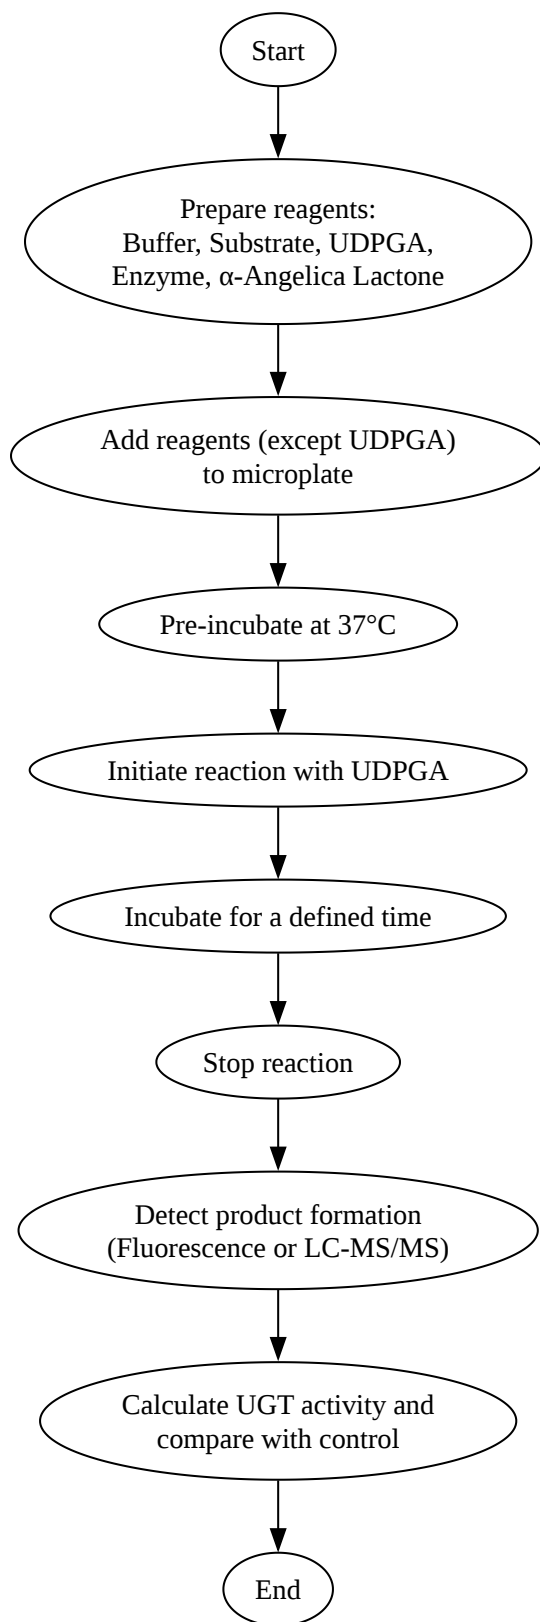 Start
Prepare reagents:
Buffer, Substrate, UDPGA,
Enzyme, α-Angelica Lactone
Add reagents (except UDPGA)
to microplate
Pre-incubate at 37°C
Initiate reaction with UDPGA
Incubate for a defined time
Stop reaction
Detect product formation
(Fluorescence or LC-MS/MS)
Calculate UGT activity and
compare with control
End